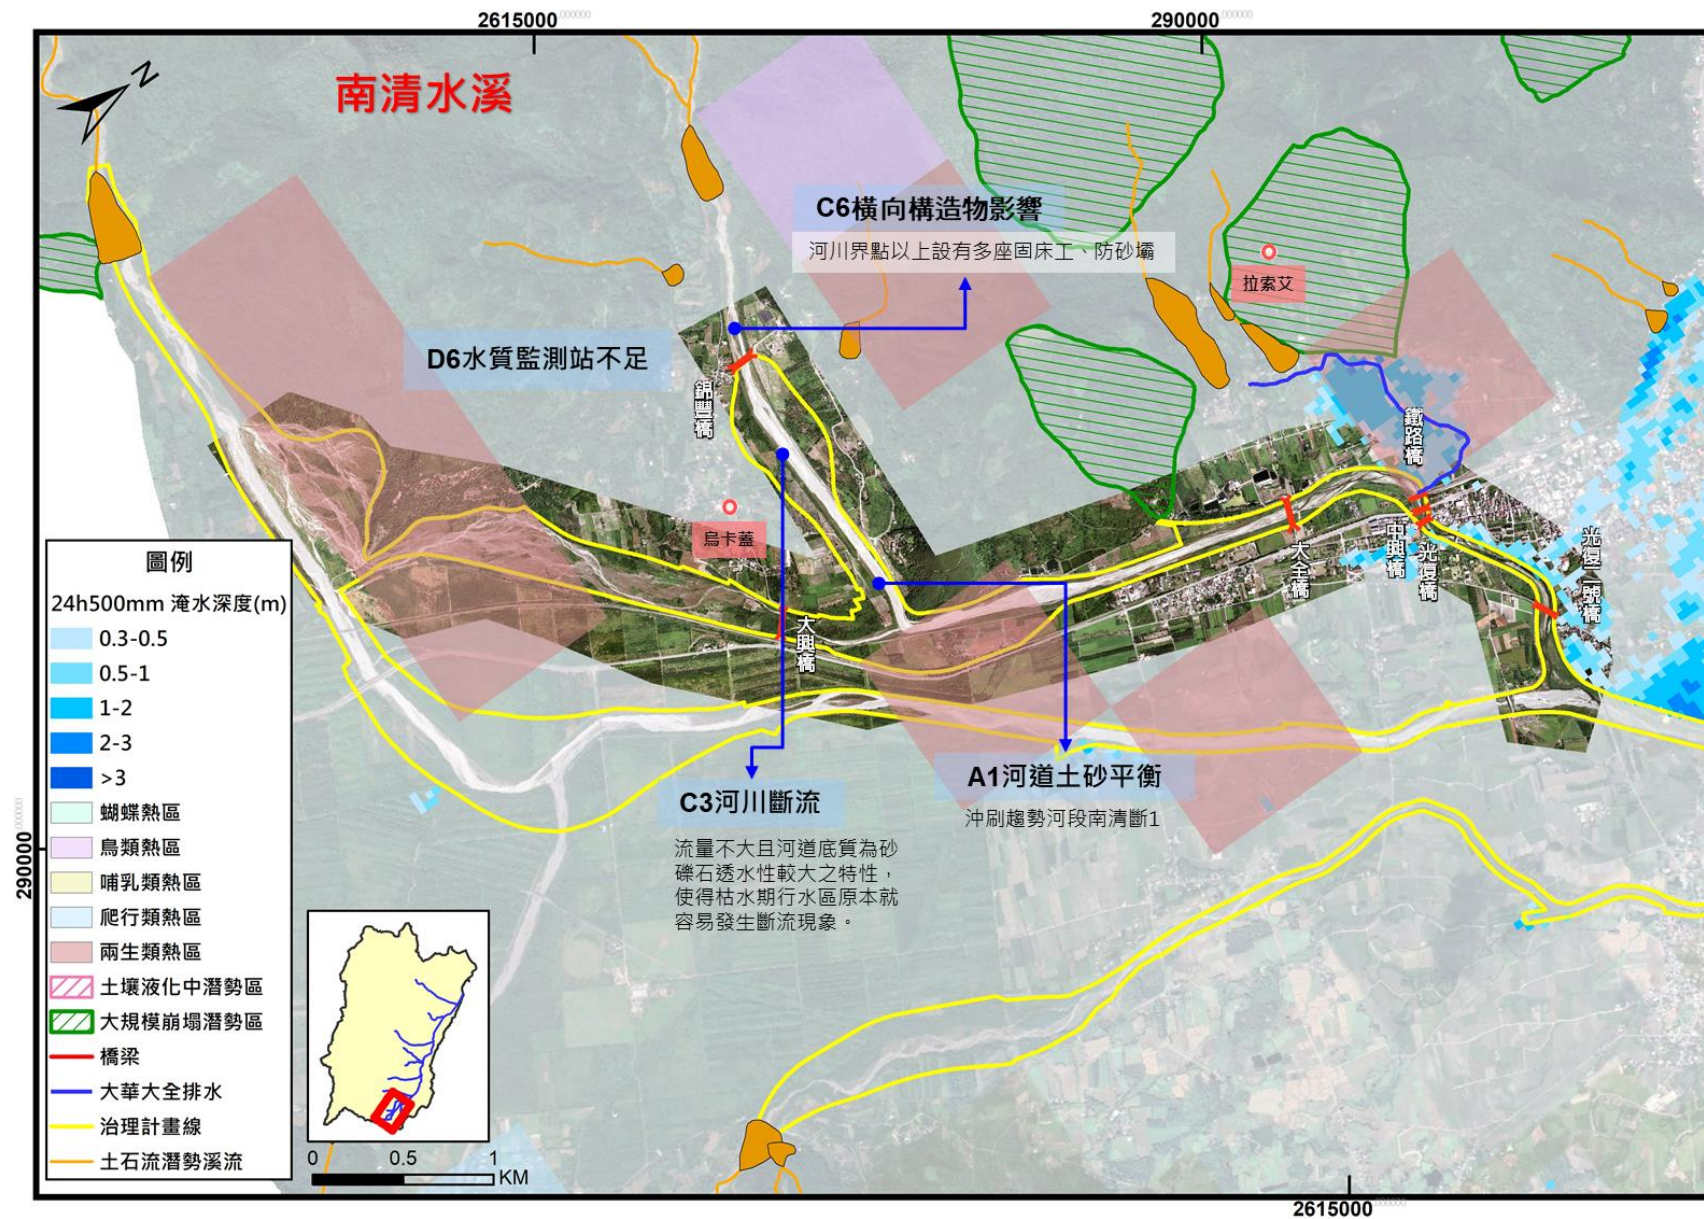 2615000.000000
290000.000000
N
南清水溪
C6橫向構造物影響
河川界點以上設有多座固床工、防砂壩
拉索艾
D6水質監測站不足
錦豐橋
鐵路橋
烏卡蓋
大興橋
大全橋
中興橋
光復橋
光復二號橋
A1河道土砂平衡
沖刷趨勢河段南清斷1
C3河川斷流
流量不大且河道底質為砂
礫石透水性較大之特性，
使得枯水期行水區原本就
容易發生斷流現象。
290000.000000
圖例
24h500mm 淹水深度(m)
0.3-0.5
0.5-1
1-2
2-3
>3
蝴蝶熱區
鳥類熱區
哺乳類熱區
爬行類熱區
兩生類熱區
土壤液化中潛勢區
大規模崩塌潛勢區
橋梁
大華大全排水
治理計畫線
土石流潛勢溪流
0 0.5 1
KM
2615000.000000